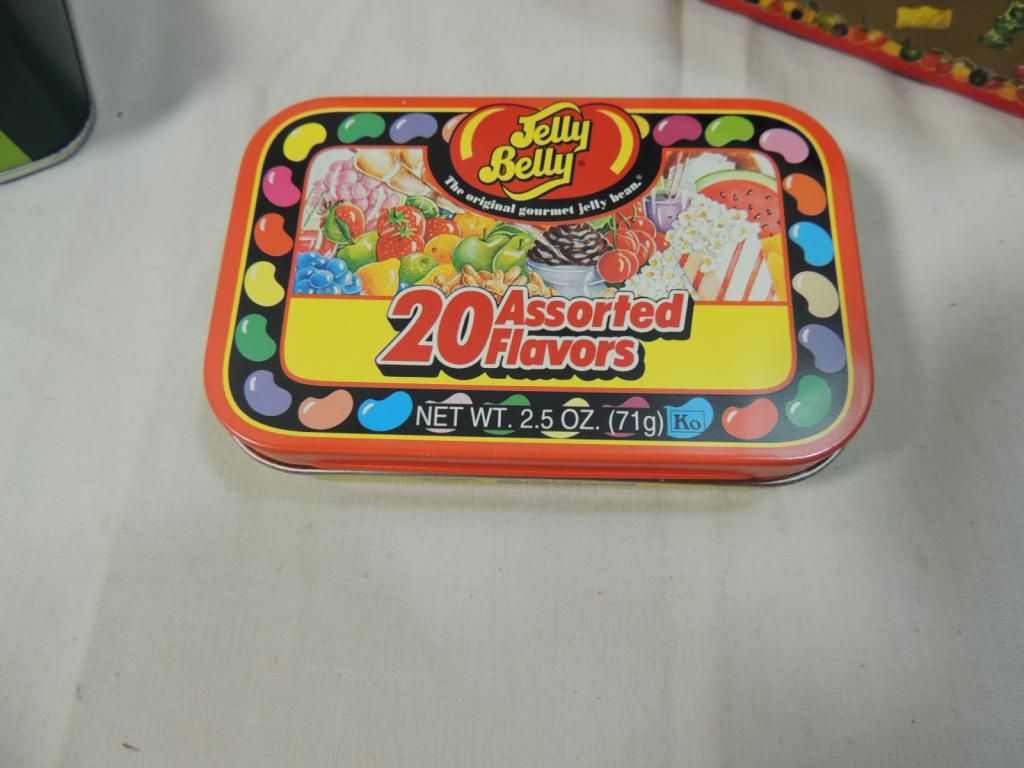 Jelly
Belly®
The original gourmet jelly bean.®
20 Assorted
Flavors
NET WT. 2.5 OZ. (71g) Ko